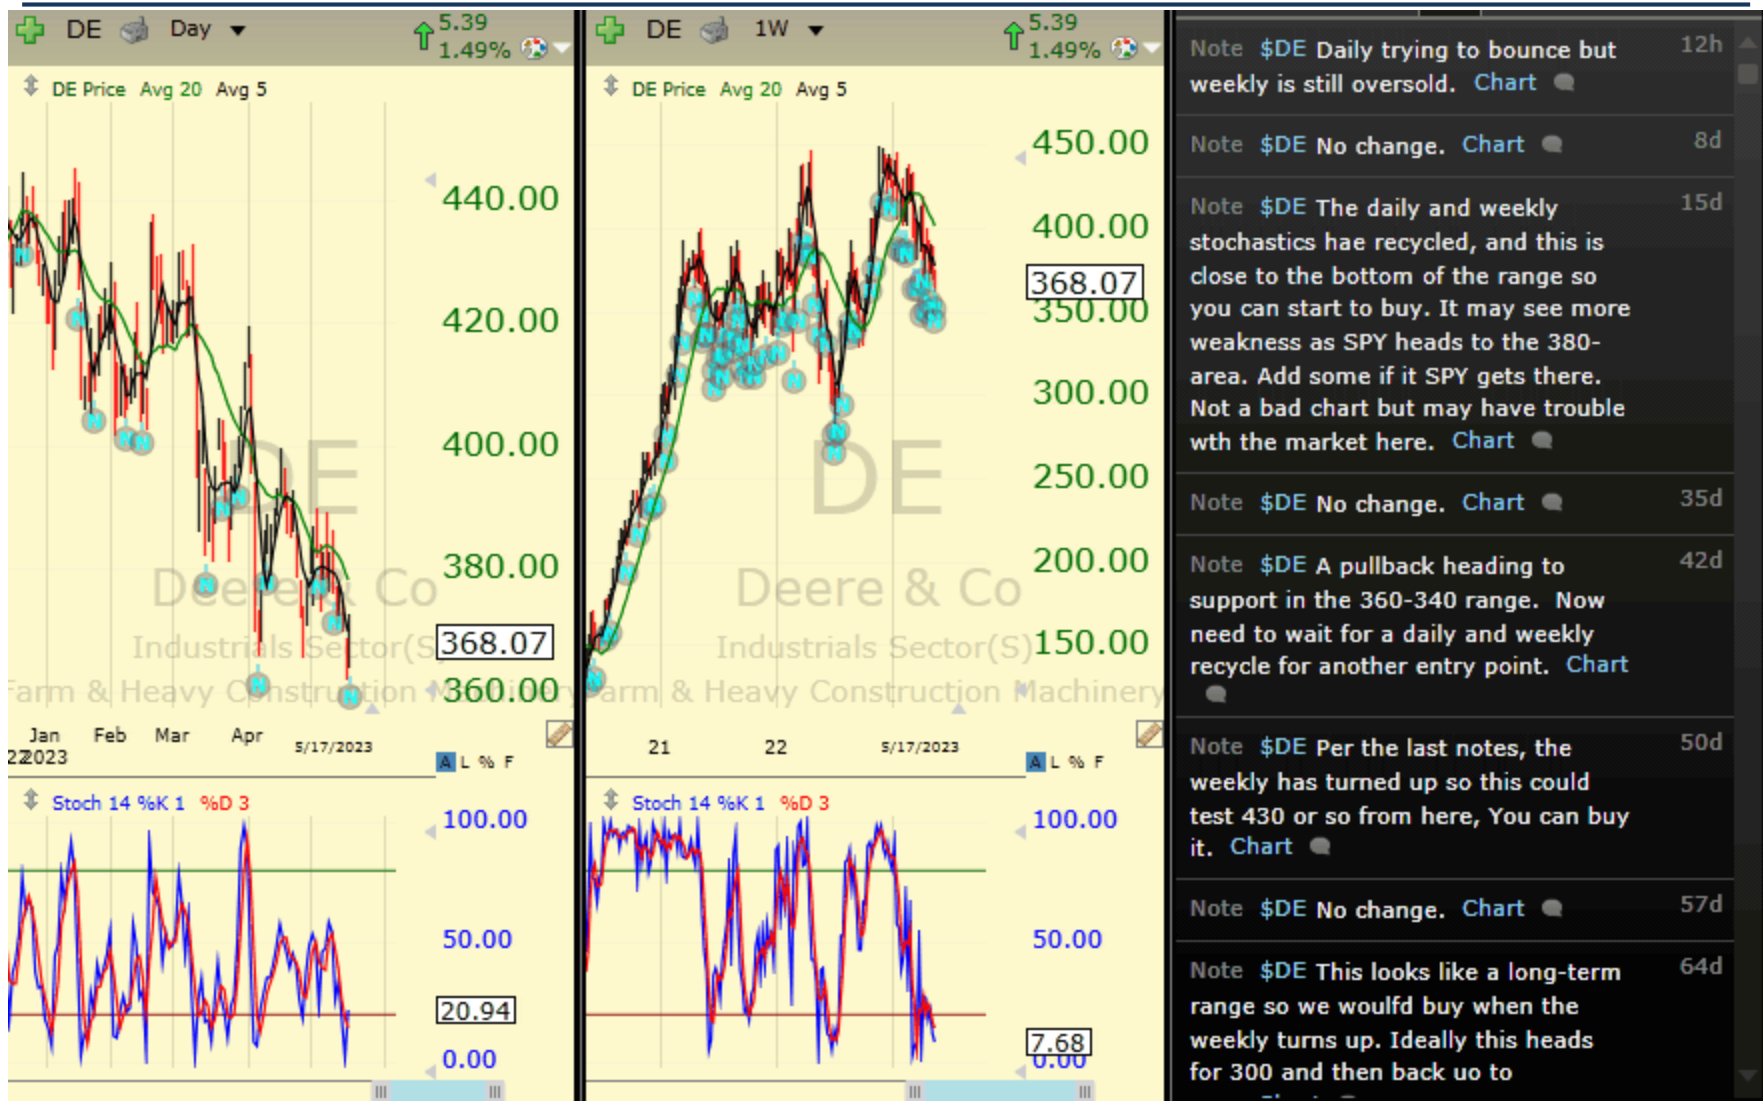 DE Day 5.39
1.49%
DE Price Avg 20 Avg 5
440.00
420.00
400.00
380.00
368.07
360.00
DE
Deere & Co
Industrials Sector(S)
Farm & Heavy Construction Machinery
Jan Feb Mar Apr 5/17/2023
22 2023
A L % F
Stoch 14 %K 1 %D 3
100.00
50.00
20.94
0.00
DE 1W 5.39
1.49%
DE Price Avg 20 Avg 5
450.00
400.00
368.07
350.00
300.00
250.00
200.00
150.00
DE
Deere & Co
Industrials Sector(S)
Farm & Heavy Construction Machinery
21 22 5/17/2023
A L % F
Stoch 14 %K 1 %D 3
100.00
50.00
7.68
0.00
Note $DE Daily trying to bounce but 12h
weekly is still oversold. Chart
Note $DE No change. Chart 8d
Note $DE The daily and weekly 15d
stochastics hae recycled, and this is
close to the bottom of the range so
you can start to buy. It may see more
weakness as SPY heads to the 380-
area. Add some if it SPY gets there.
Not a bad chart but may have trouble
wth the market here. Chart
Note $DE No change. Chart 35d
Note $DE A pullback heading to 42d
support in the 360-340 range. Now
need to wait for a daily and weekly
recycle for another entry point. Chart
Note $DE Per the last notes, the 50d
weekly has turned up so this could
test 430 or so from here, You can buy
it. Chart
Note $DE No change. Chart 57d
Note $DE This looks like a long-term 64d
range so we woulfd buy when the
weekly turns up. Ideally this heads
for 300 and then back uo to